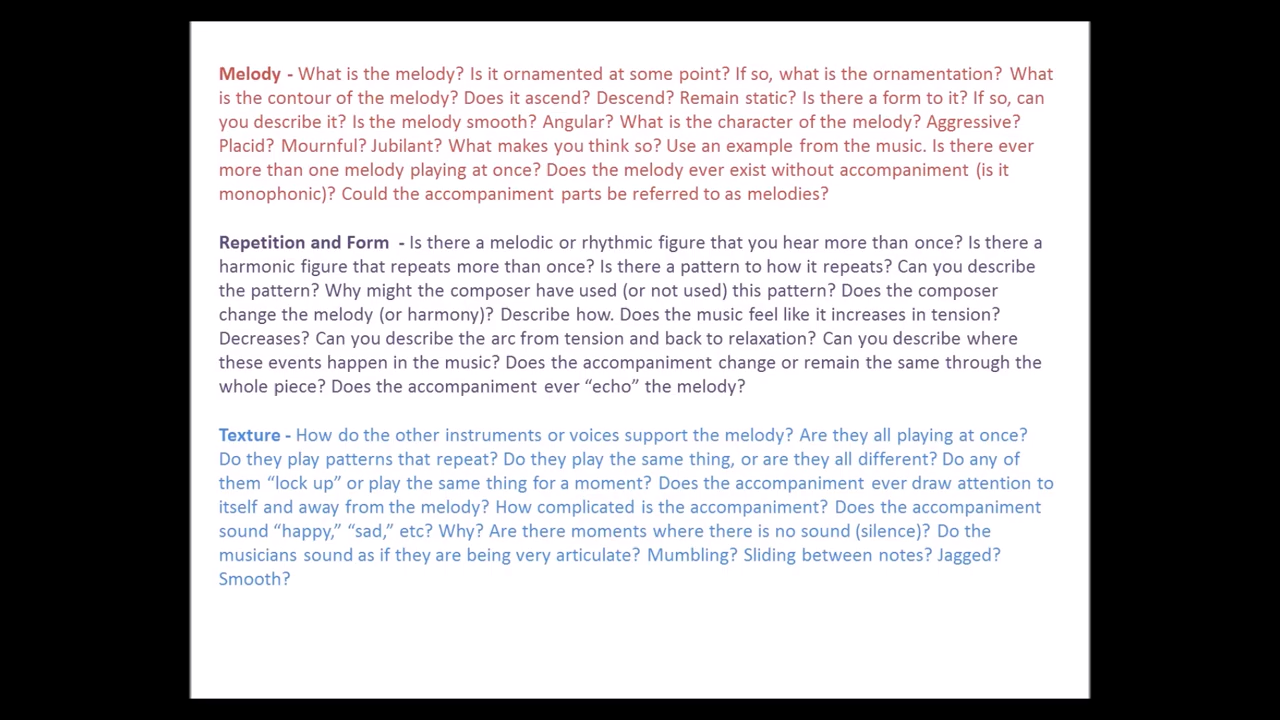 Melody - What is the melody? Is it ornamented at some point? If so, what is the ornamentation? What
is the contour of the melody? Does it ascend? Descend? Remain static? Is there a form to it? If so, can
you describe it? Is the melody smooth? Angular? What is the character of the melody? Aggressive?
Placid? Mournful? Jubilant? What makes you think so? Use an example from the music. Is there ever
more than one melody playing at once? Does the melody ever exist without accompaniment (is it
monophonic)? Could the accompaniment parts be referred to as melodies?
Repetition and Form - Is there a melodic or rhythmic figure that you hear more than once? Is there a
harmonic figure that repeats more than once? Is there a pattern to how it repeats? Can you describe
the pattern? Why might the composer have used (or not used) this pattern? Does the composer
change the melody (or harmony)? Describe how. Does the music feel like it increases in tension?
Decreases? Can you describe the arc from tension and back to relaxation? Can you describe where
these events happen in the music? Does the accompaniment change or remain the same through the
whole piece? Does the accompaniment ever “echo” the melody?
Texture - How do the other instruments or voices support the melody? Are they all playing at once?
Do they play patterns that repeat? Do they play the same thing, or are they all different? Do any of
them “lock up” or play the same thing for a moment? Does the accompaniment ever draw attention to
itself and away from the melody? How complicated is the accompaniment? Does the accompaniment
sound “happy,” “sad,” etc? Why? Are there moments where there is no sound (silence)? Do the
musicians sound as if they are being very articulate? Mumbling? Sliding between notes? Jagged?
Smooth?